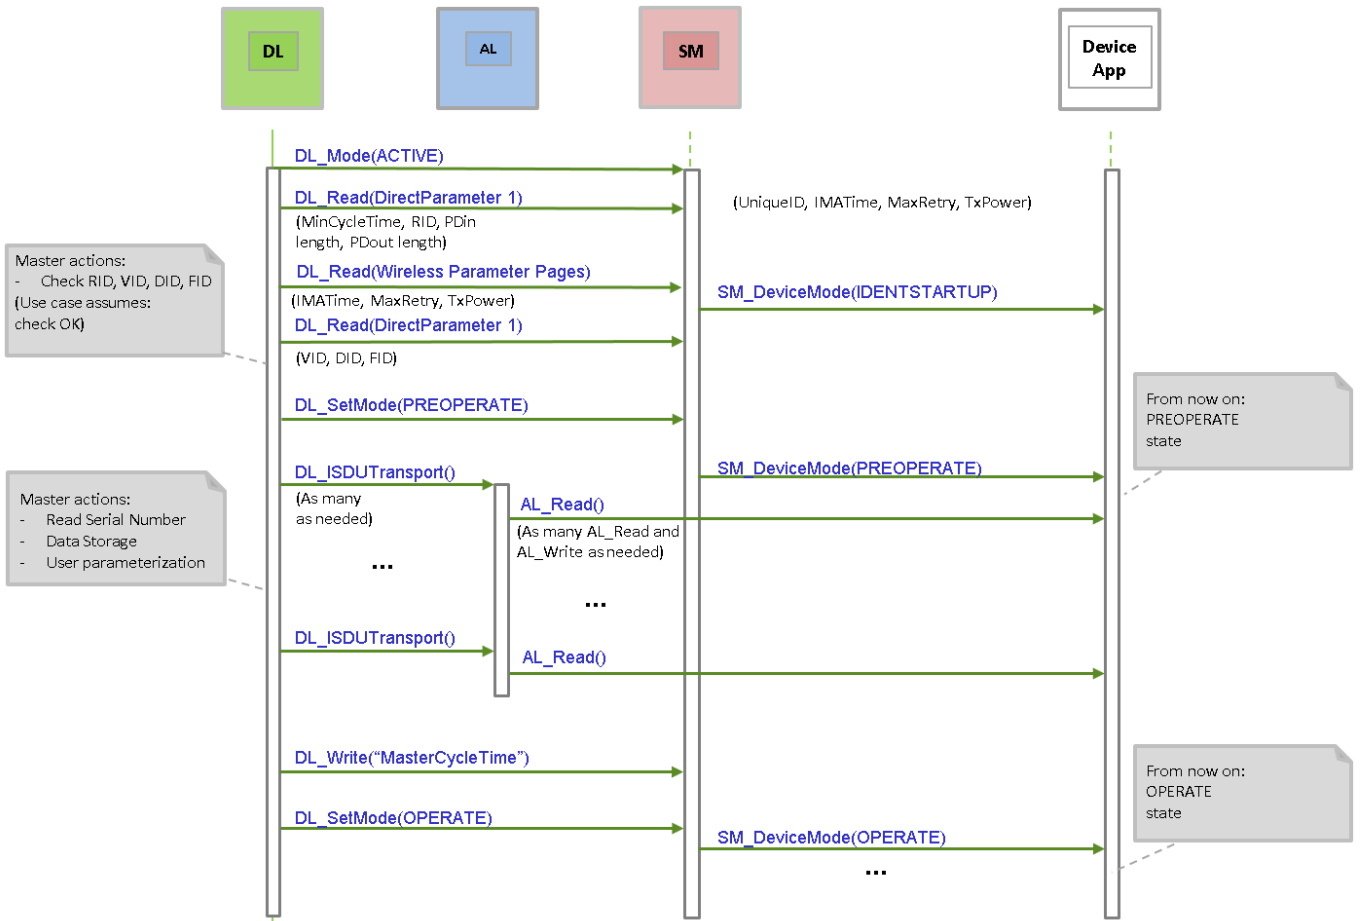 DL
AL
SM
Device
App
DL_Mode(ACTIVE)
DL_Read(DirectParameter 1)
(UniqueID, IMATime, MaxRetry, TxPower)
(MinCycleTime, RID, PDin
length, PDout length)
Master actions:
- Check RID, VID, DID, FID
(Use case assumes:
check OK)
DL_Read(Wireless Parameter Pages)
SM_DeviceMode(IDENTSTARTUP)
(IMATime, MaxRetry, TxPower)
DL_Read(DirectParameter 1)
(VID, DID, FID)
DL_SetMode(PREOPERATE)
From now on:
PREOPERATE
state
DL_ISDUTransport()
SM_DeviceMode(PREOPERATE)
(As many
as needed)
Master actions:
- Read Serial Number
- Data Storage
- User parameterization
AL_Read()
(As many AL_Read and
AL_Write as needed)
...
...
DL_ISDUTransport()
AL_Read()
DL_Write(“MasterCycleTime”)
From now on:
OPERATE
state
DL_SetMode(OPERATE)
SM_DeviceMode(OPERATE)
...